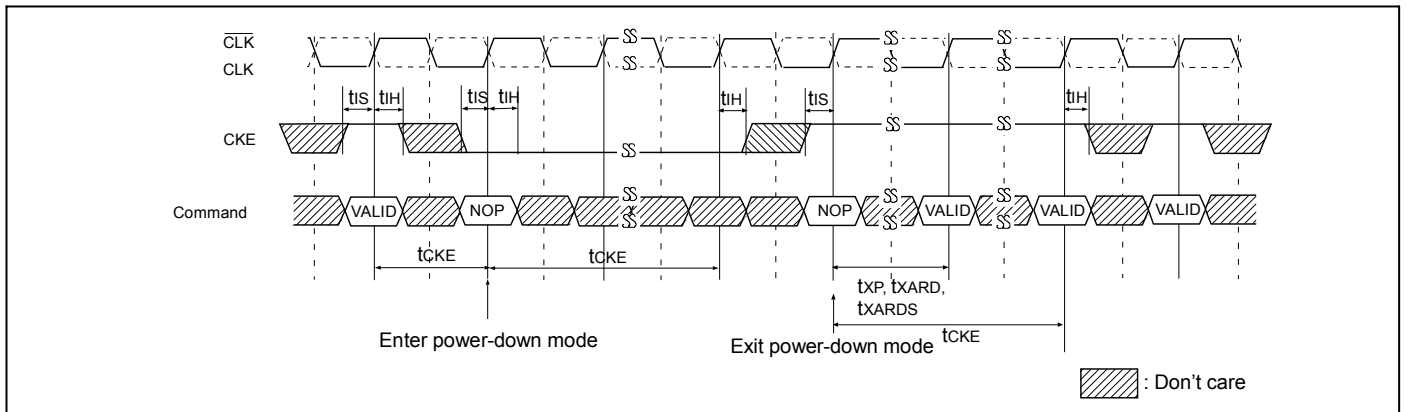 CLK
CLK
tIS tIH tIS tIH tIH tIS tIH
CKE
Command VALID NOP NOP VALID VALID VALID
tCKE tCKE
tXP, tXARD,
tXARDS
Enter power-down mode Exit power-down mode tCKE
: Don't care